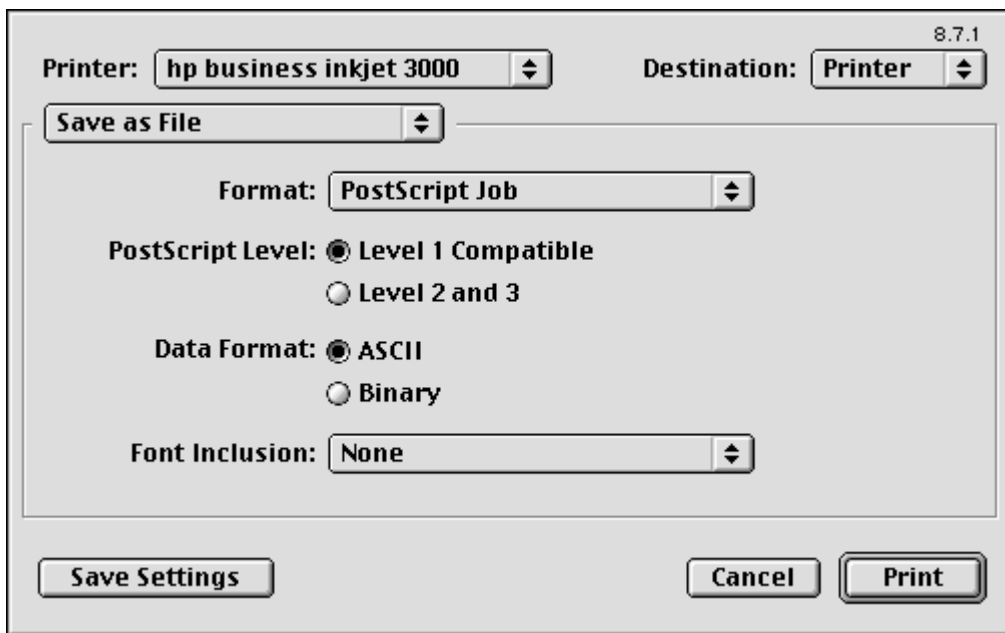 8.7.1
Printer: hp business inkjet 3000 Destination: Printer
Save as File
Format: PostScript Job
PostScript Level: Level 1 Compatible
Level 2 and 3
Data Format: ASCII
Binary
Font Inclusion: None
Save Settings Cancel Print